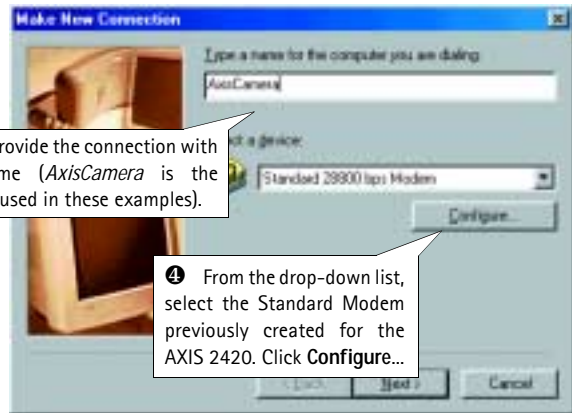 Make New Connection
Type a name for the computer you are dialing:
AxisCamera
rovide the connection with
me (AxisCamera is the
used in these examples).
ct a device:
Standard 28800 bps Modem
Configure...
❹ From the drop-down list,
select the Standard Modem
previously created for the
AXIS 2420. Click Configure...
< Back
Next >
Cancel